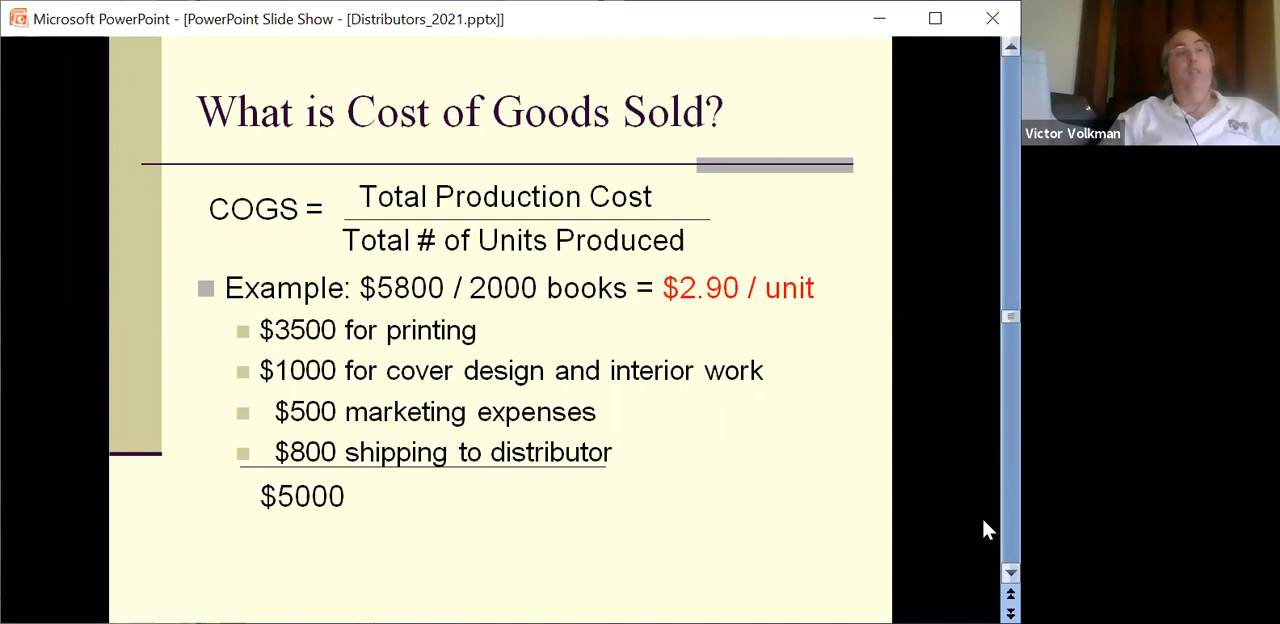 Microsoft PowerPoint - [PowerPoint Slide Show - [Distributors_2021.pptx]]
What is Cost of Goods Sold?
COGS = Total Production Cost
Total # of Units Produced
Example: $5800 / 2000 books = $2.90 / unit
$3500 for printing
$1000 for cover design and interior work
$500 marketing expenses
$800 shipping to distributor
$5000
Victor Volkman